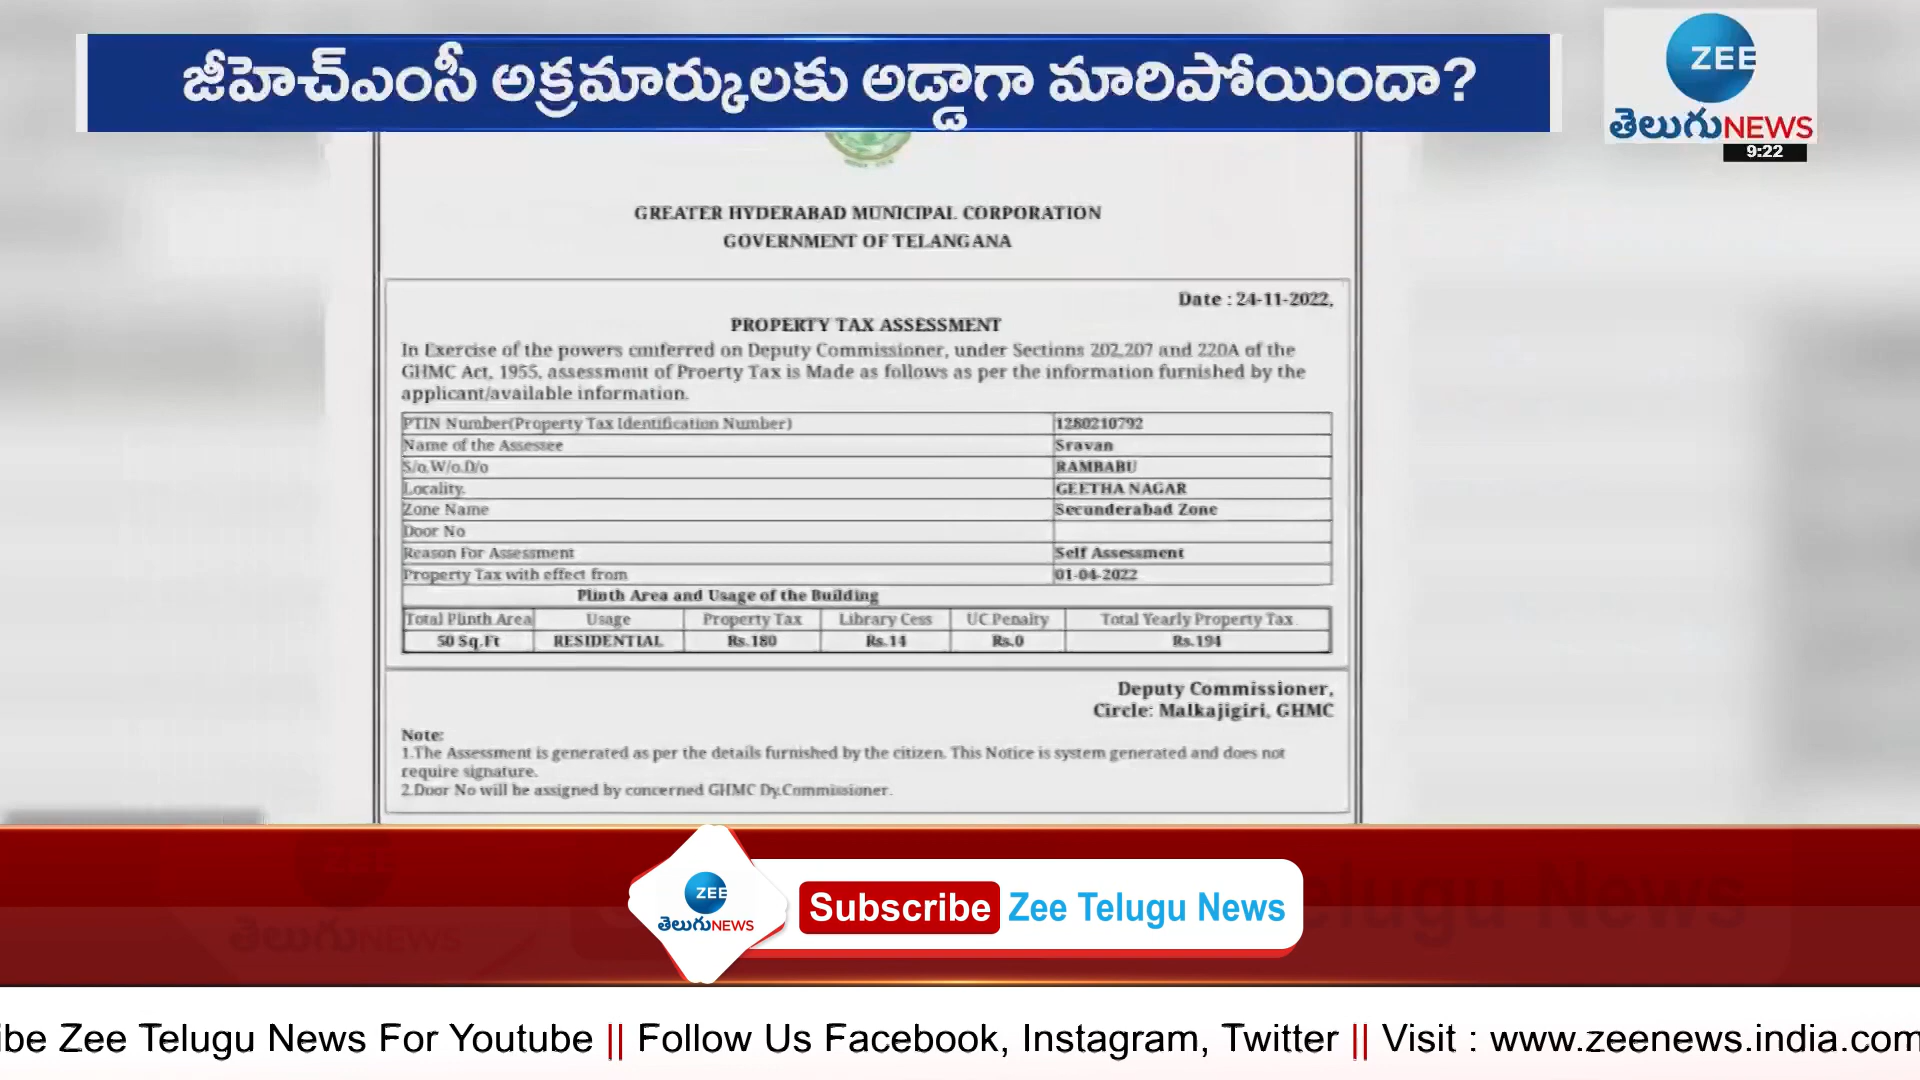 జీహెచ్ఎంసీ అక్రమార్కులకు అడ్డాగా మారిపోయిందా?
ZEE
తెలుగు NEWS
9:22
GREATER HYDERABAD MUNICIPAL CORPORATION
GOVERNMENT OF TELANGANA
Date : 24-11-2022,
PROPERTY TAX ASSESSMENT
In Exercise of the powers conferred on Deputy Commissioner, under Sections 202,207 and 220A of the
GHMC Act, 1955, assessment of Proerty Tax is Made as follows as per the information furnished by the
applicant/available information.
PTIN Number(Property Tax Identification Number) 1280210792
Name of the Assessee Sravan
S/o.W/o.D/o RAMBABU
Locality. GEETHA NAGAR
Zone Name Secunderabad Zone
Door No
Reason For Assessment Self Assessment
Property Tax with effect from 01-04-2022
Plinth Area and Usage of the Building
Total Plinth Area Usage Property Tax Library Cess UC Penalty Total Yearly Property Tax
50 Sq.Ft RESIDENTIAL Rs.180 Rs.14 Rs.0 Rs.194
Deputy Commissioner,
Circle: Malkajigiri, GHMC
Note:
1.The Assessment is generated as per the details furnished by the citizen. This Notice is system generated and does not
require signature.
2.Door No will be assigned by concerned GHMC Dy.Commissioner.
ZEE
తెలుగు NEWS
Subscribe Zee Telugu News
ibe Zee Telugu News For Youtube || Follow Us Facebook, Instagram, Twitter || Visit : www.zeenews.india.com